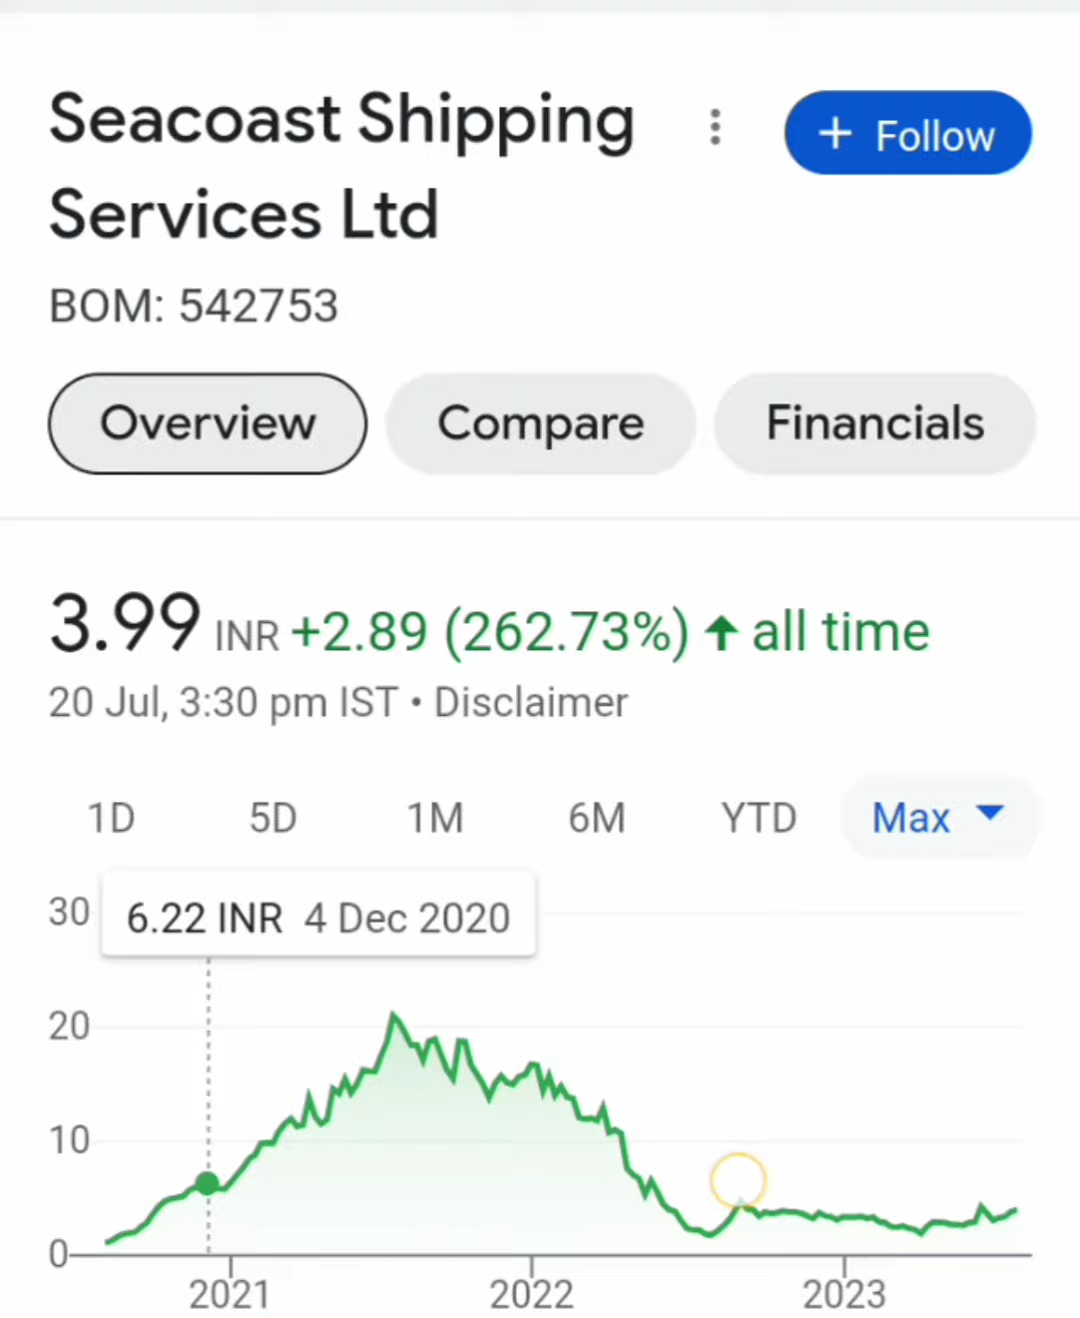 Seacoast Shipping
Services Ltd
+ Follow
BOM: 542753
Overview Compare Financials
3.99 INR +2.89 (262.73%) ↑ all time
20 Jul, 3:30 pm IST • Disclaimer
1D 5D 1M 6M YTD Max
30
6.22 INR 4 Dec 2020
20
10
0
2021 2022 2023